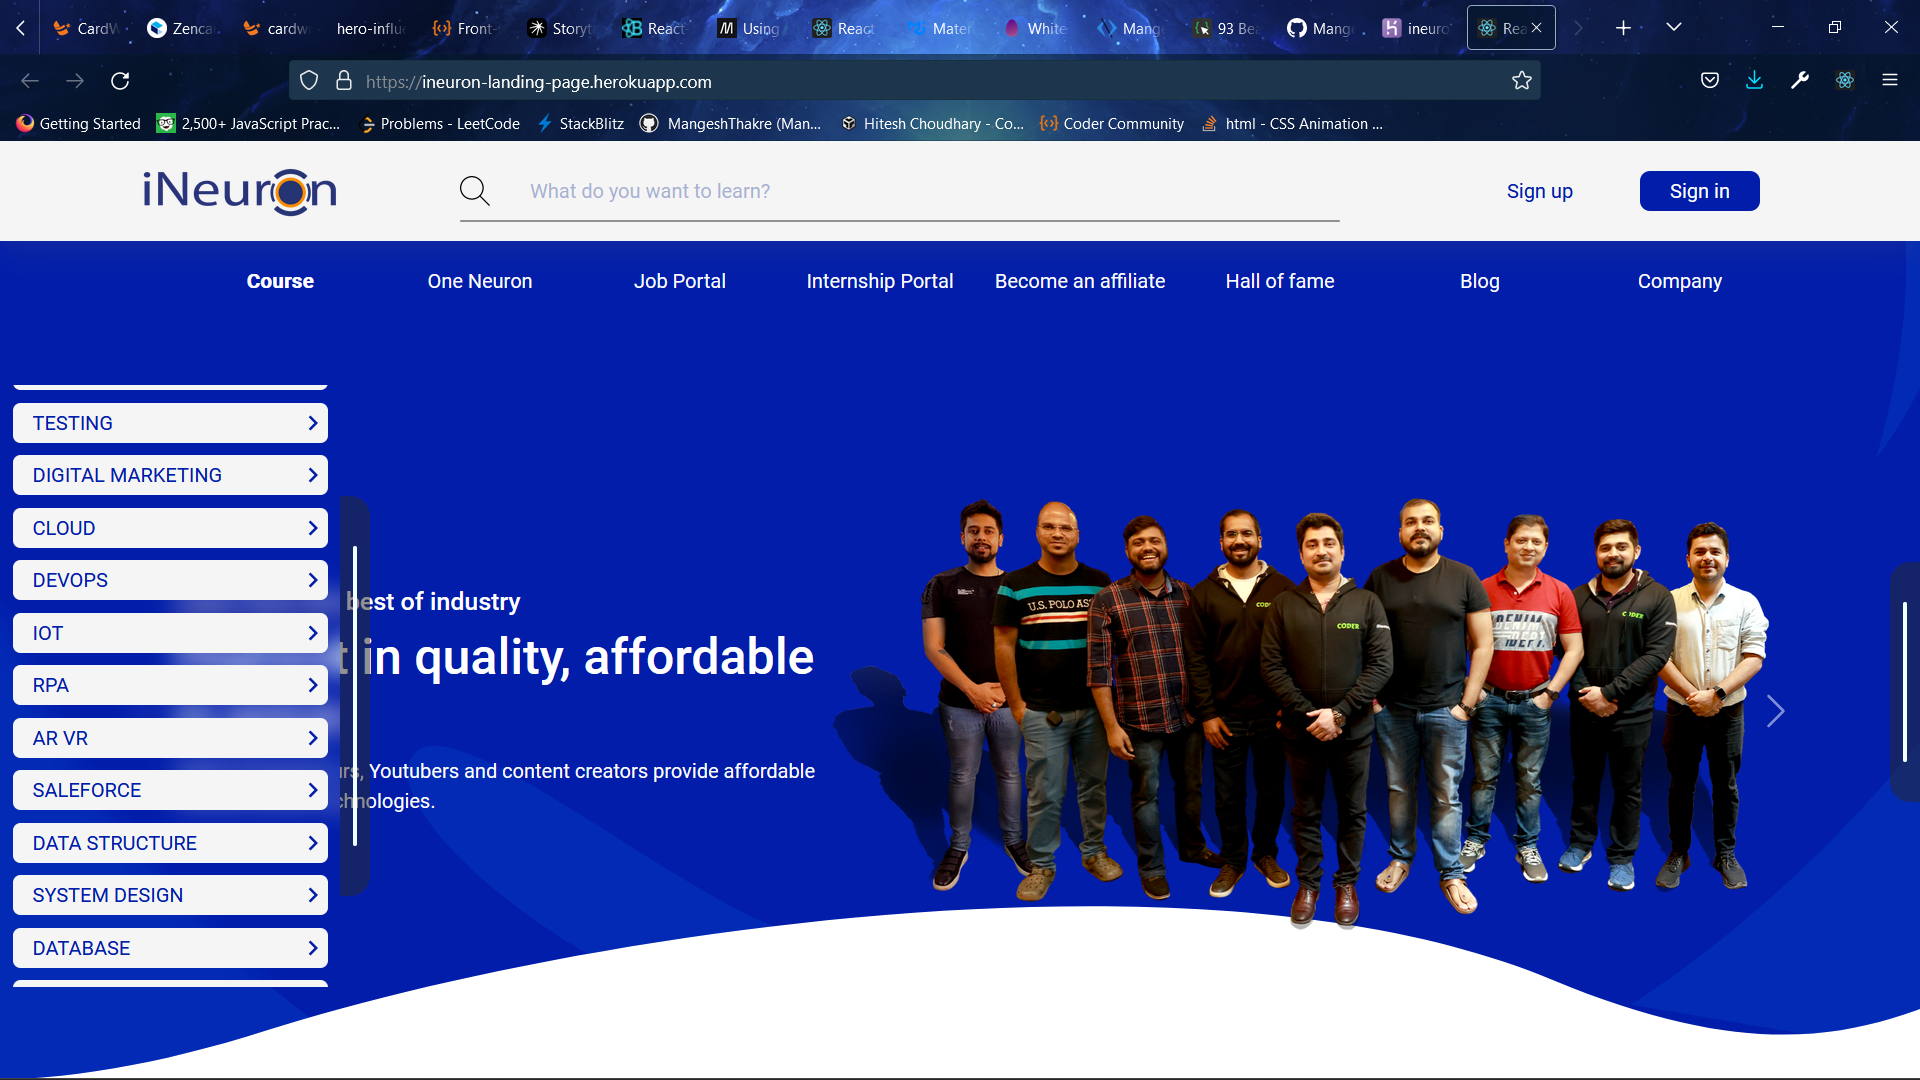 CardW
Zenca
cardw
hero-influe
Front-
Storyt
React
Using
React
Mater
White
Mang
93 Bea
Mange
ineuro
Rea
https://ineuron-landing-page.herokuapp.com
Getting Started
2,500+ JavaScript Prac...
Problems - LeetCode
StackBlitz
MangeshThakre (Man...
Hitesh Choudhary - Co...
Coder Community
html - CSS Animation ...
iNeuron
What do you want to learn?
Sign up
Sign in
Course
One Neuron
Job Portal
Internship Portal
Become an affiliate
Hall of fame
Blog
Company
TESTING
DIGITAL MARKETING
CLOUD
DEVOPS
IOT
RPA
AR VR
SALEFORCE
DATA STRUCTURE
SYSTEM DESIGN
DATABASE
best of industry
t in quality, affordable
urs, Youtubers and content creators provide affordable
chnologies.
U.S. POLO ASS
CODER
CODER
DENIM
DEPT.
CODER